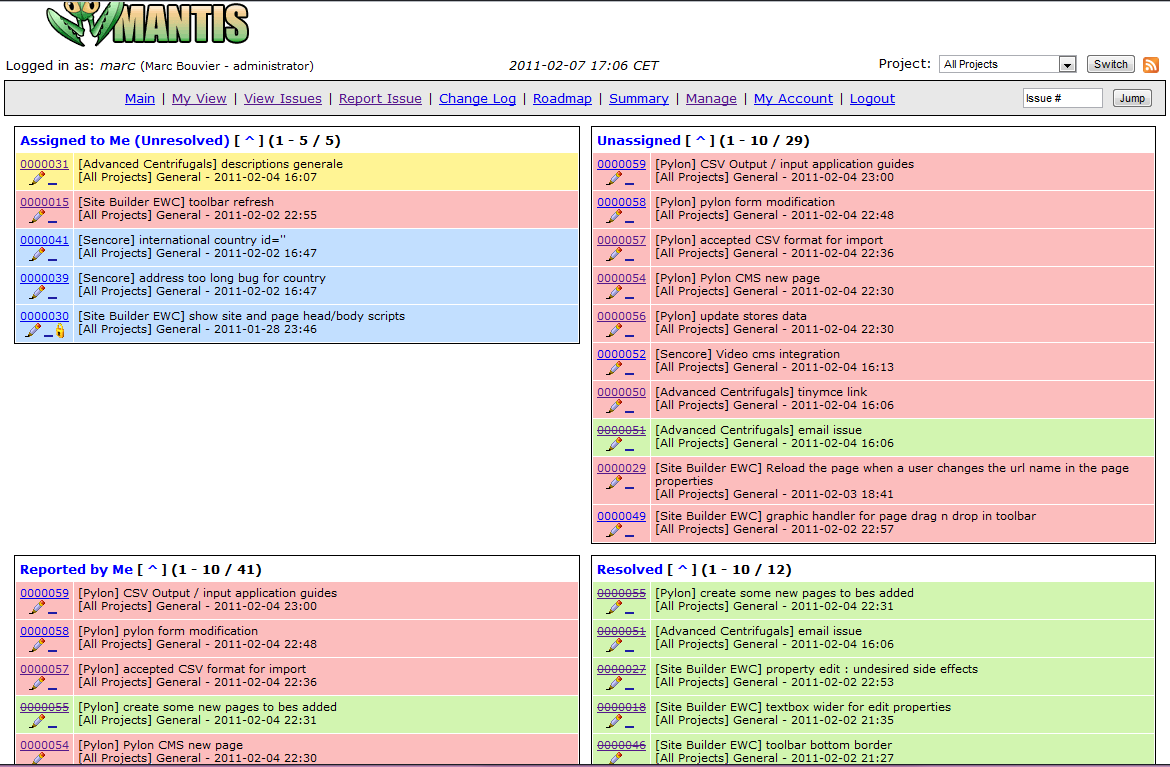 MANTIS
Logged in as: marc (Marc Bouvier - administrator)
2011-02-07 17:06 CET
Project: All Projects Switch
Main | My View | View Issues | Report Issue | Change Log | Roadmap | Summary | Manage | My Account | Logout
Issue # Jump
Assigned to Me (Unresolved) [ ^ ] (1 - 5 / 5)
0000031 [Advanced Centrifugals] descriptions generale
[All Projects] General - 2011-02-04 16:07
0000015 [Site Builder EWC] toolbar refresh
[All Projects] General - 2011-02-02 22:55
0000041 [Sencore] international country id=''
[All Projects] General - 2011-02-02 16:47
0000039 [Sencore] address too long bug for country
[All Projects] General - 2011-02-02 16:47
0000030 [Site Builder EWC] show site and page head/body scripts
[All Projects] General - 2011-01-28 23:46
Unassigned [ ^ ] (1 - 10 / 29)
0000059 [Pylon] CSV Output / input application guides
[All Projects] General - 2011-02-04 23:00
0000058 [Pylon] pylon form modification
[All Projects] General - 2011-02-04 22:48
0000057 [Pylon] accepted CSV format for import
[All Projects] General - 2011-02-04 22:36
0000054 [Pylon] Pylon CMS new page
[All Projects] General - 2011-02-04 22:30
0000056 [Pylon] update stores data
[All Projects] General - 2011-02-04 22:30
0000052 [Sencore] Video cms integration
[All Projects] General - 2011-02-04 16:13
0000050 [Advanced Centrifugals] tinymce link
[All Projects] General - 2011-02-04 16:06
0000051 [Advanced Centrifugals] email issue
[All Projects] General - 2011-02-04 16:06
0000029 [Site Builder EWC] Reload the page when a user changes the url name in the page
properties
[All Projects] General - 2011-02-03 18:41
0000049 [Site Builder EWC] graphic handler for page drag n drop in toolbar
[All Projects] General - 2011-02-02 22:57
Reported by Me [ ^ ] (1 - 10 / 41)
0000059 [Pylon] CSV Output / input application guides
[All Projects] General - 2011-02-04 23:00
0000058 [Pylon] pylon form modification
[All Projects] General - 2011-02-04 22:48
0000057 [Pylon] accepted CSV format for import
[All Projects] General - 2011-02-04 22:36
0000055 [Pylon] create some new pages to bes added
[All Projects] General - 2011-02-04 22:31
0000054 [Pylon] Pylon CMS new page
[All Projects] General - 2011-02-04 22:30
Resolved [ ^ ] (1 - 10 / 12)
0000055 [Pylon] create some new pages to bes added
[All Projects] General - 2011-02-04 22:31
0000051 [Advanced Centrifugals] email issue
[All Projects] General - 2011-02-04 16:06
0000027 [Site Builder EWC] property edit : undesired side effects
[All Projects] General - 2011-02-02 22:53
0000018 [Site Builder EWC] textbox wider for edit properties
[All Projects] General - 2011-02-02 21:35
0000046 [Site Builder EWC] toolbar bottom border
[All Projects] General - 2011-02-02 21:27